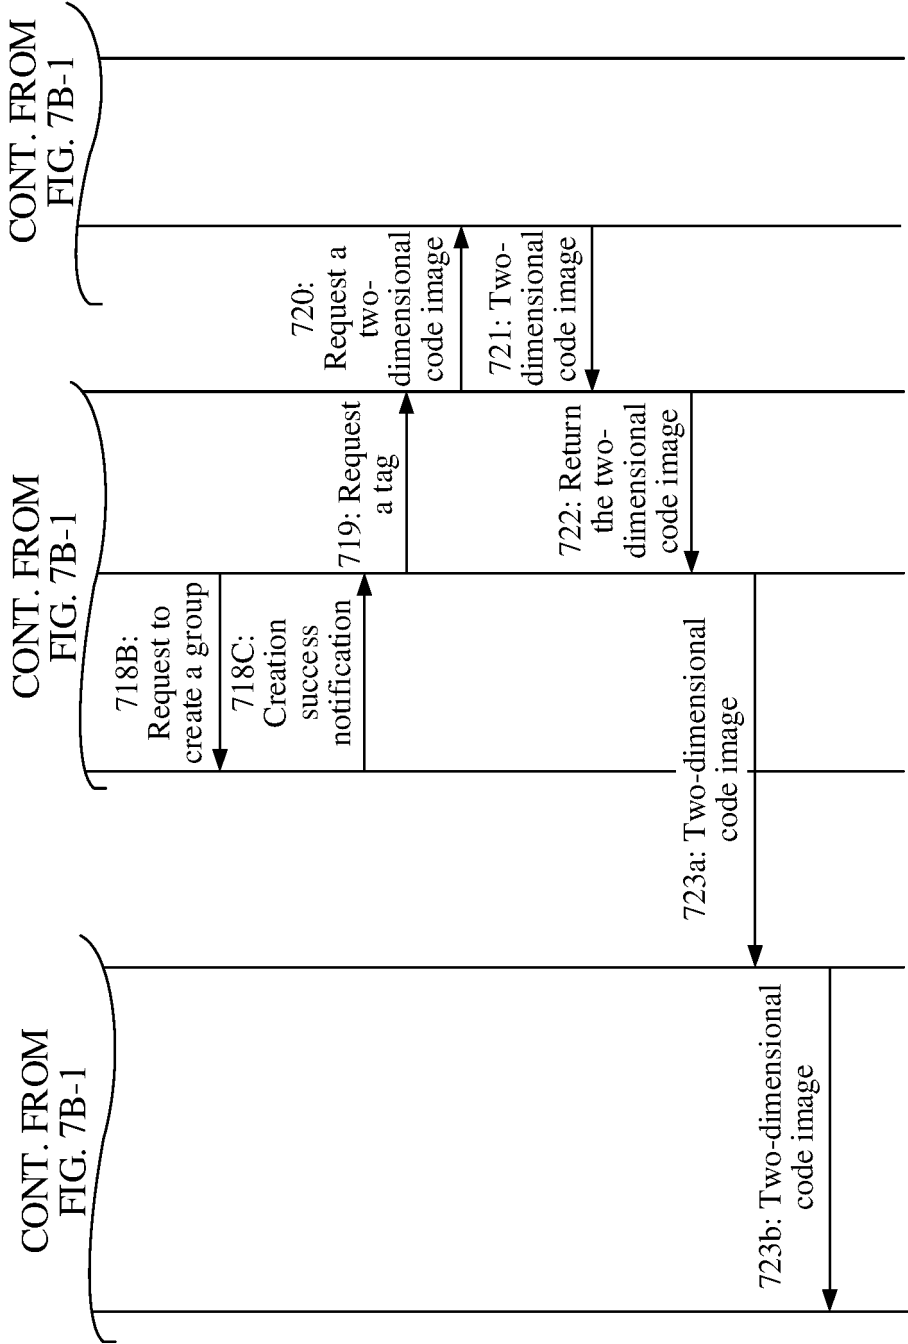 CONT. FROM
FIG. 7B-1
CONT. FROM
FIG. 7B-1
CONT. FROM
FIG. 7B-1
718B:
Request to
create a group
718C:
Creation
success
notification
719: Request
a tag
720:
Request a
two-
dimensional
code image
721: Two-
dimensional
code image
722: Return
the two-
dimensional
code image
723a: Two-dimensional
code image
723b: Two-dimensional
code image